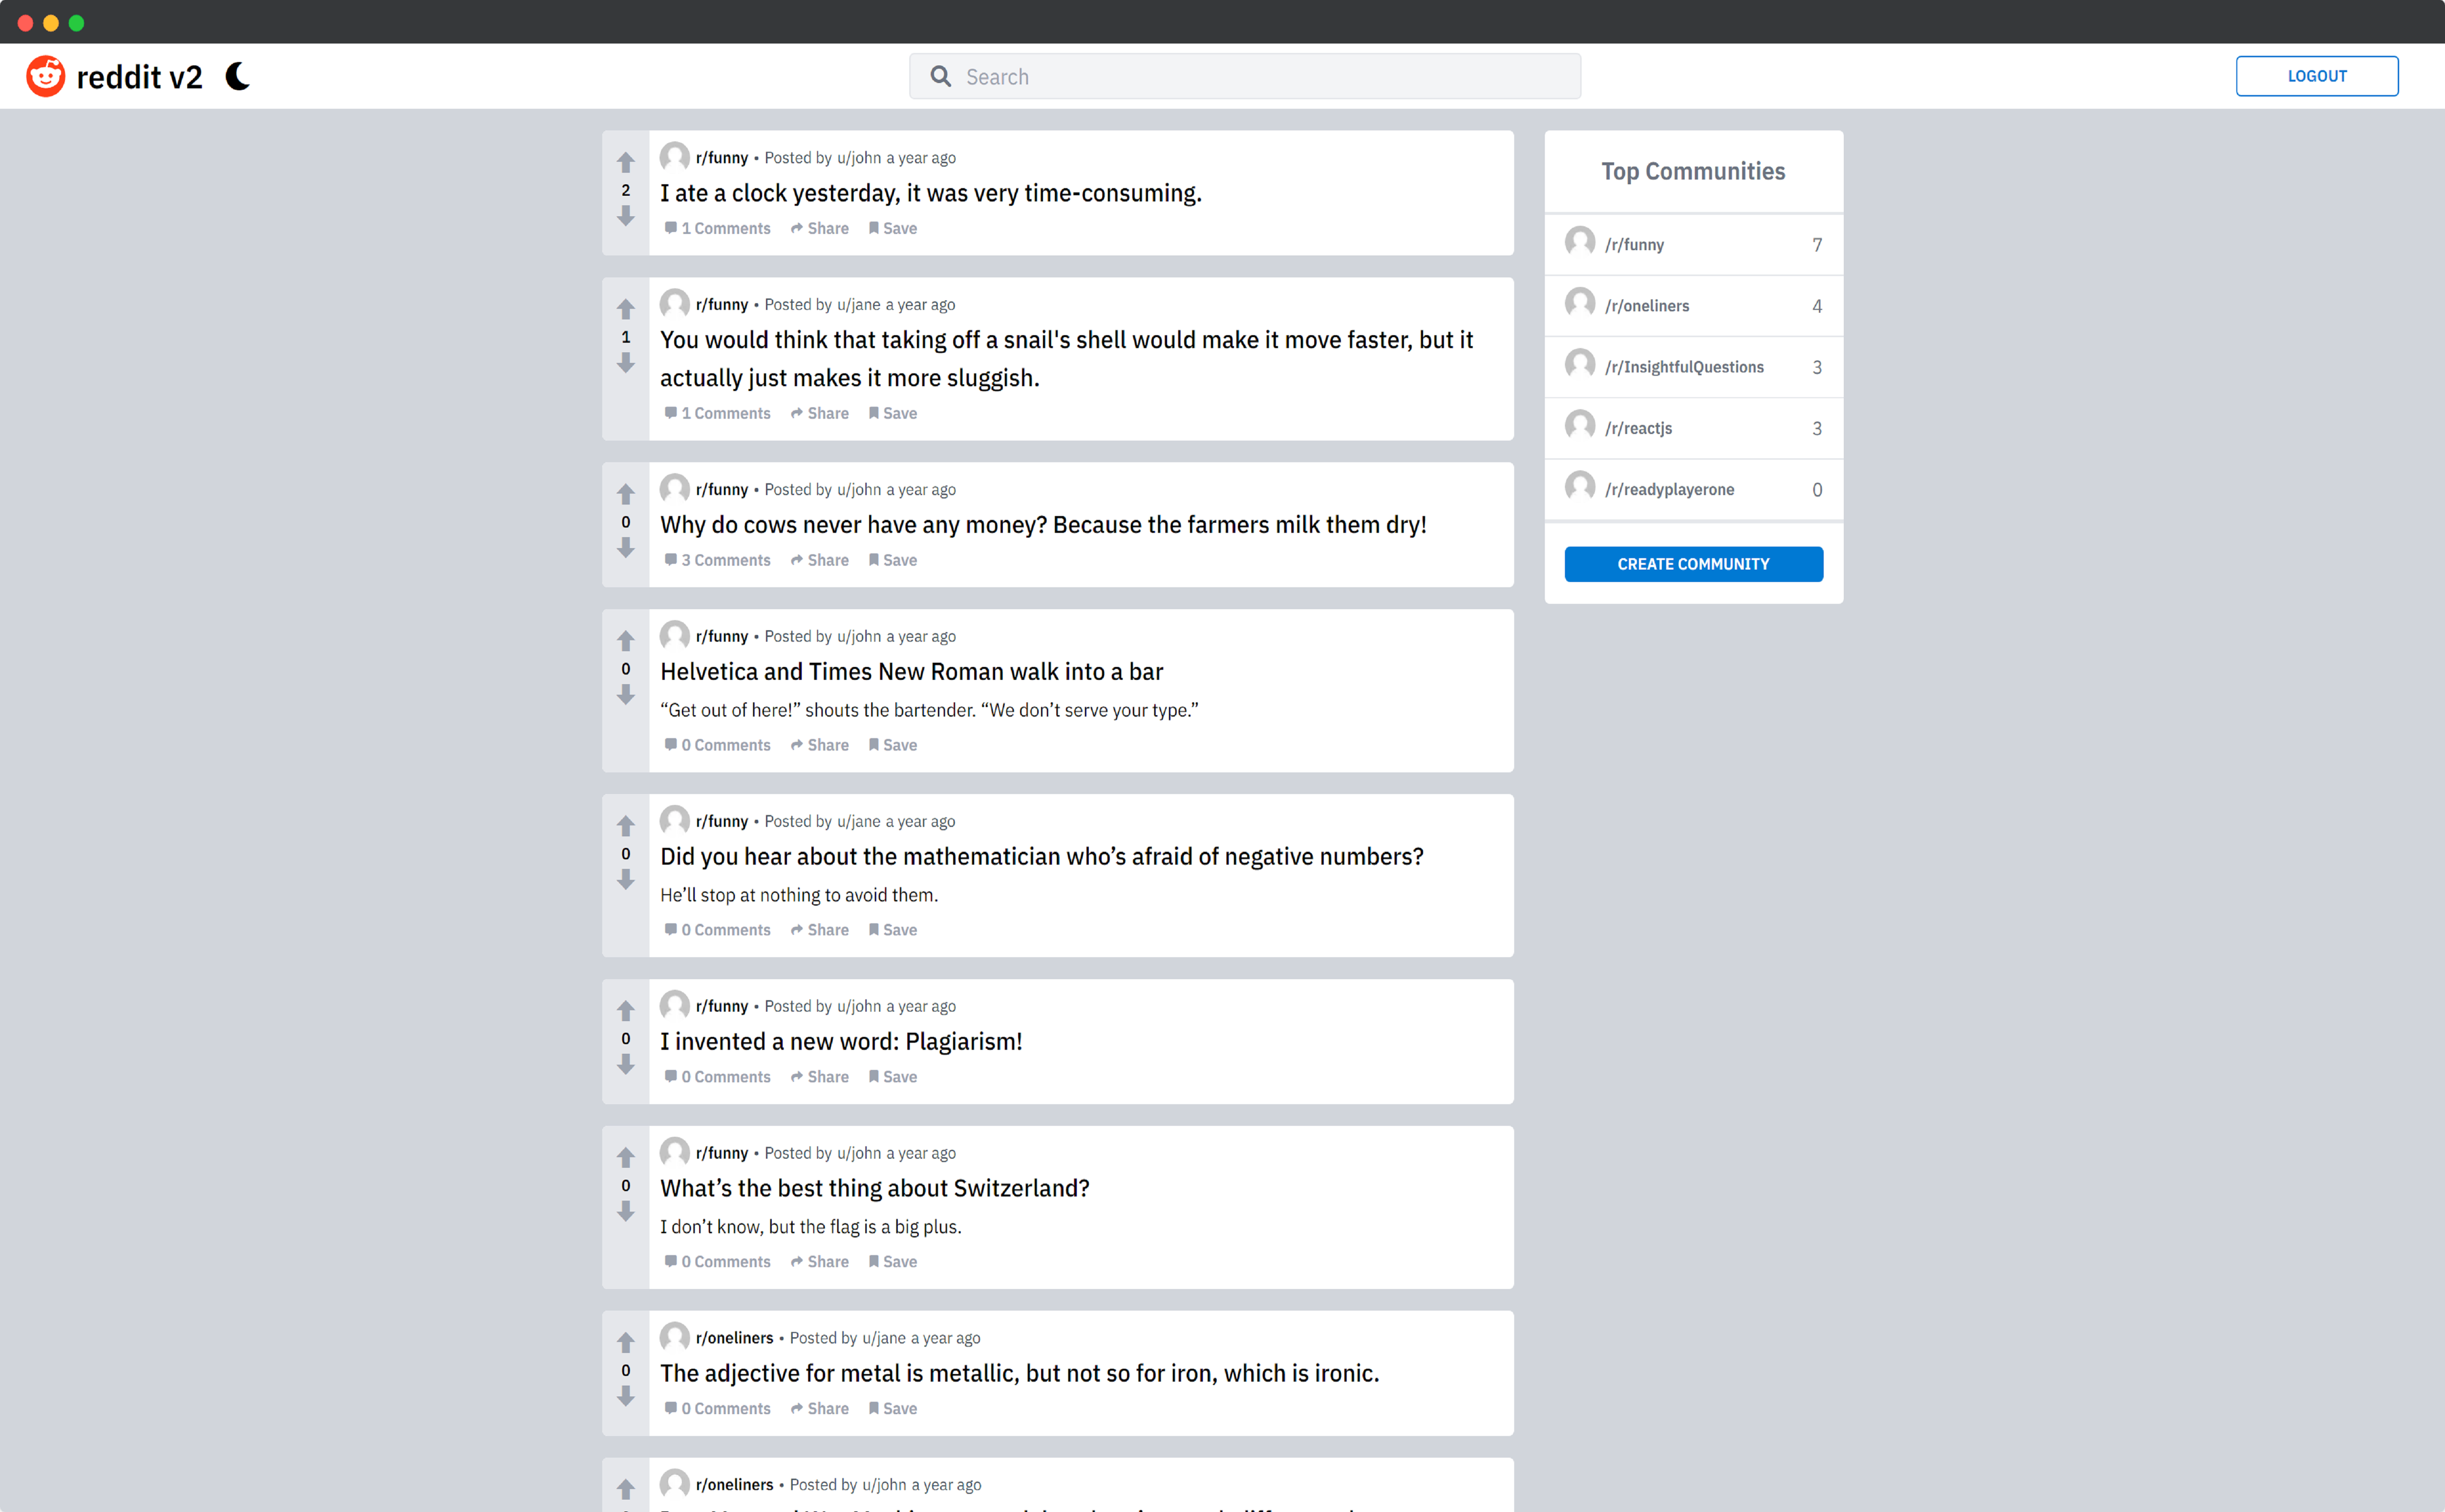 reddit v2
Search
LOGOUT
r/funny • Posted by u/john a year ago
2
I ate a clock yesterday, it was very time-consuming.
1 Comments Share Save
r/funny • Posted by u/jane a year ago
1
You would think that taking off a snail's shell would make it move faster, but it
actually just makes it more sluggish.
1 Comments Share Save
r/funny • Posted by u/john a year ago
0
Why do cows never have any money? Because the farmers milk them dry!
3 Comments Share Save
r/funny • Posted by u/john a year ago
0
Helvetica and Times New Roman walk into a bar
“Get out of here!” shouts the bartender. “We don’t serve your type.”
0 Comments Share Save
r/funny • Posted by u/jane a year ago
0
Did you hear about the mathematician who’s afraid of negative numbers?
He’ll stop at nothing to avoid them.
0 Comments Share Save
r/funny • Posted by u/john a year ago
0
I invented a new word: Plagiarism!
0 Comments Share Save
r/funny • Posted by u/john a year ago
0
What’s the best thing about Switzerland?
I don’t know, but the flag is a big plus.
0 Comments Share Save
r/oneliners • Posted by u/jane a year ago
0
The adjective for metal is metallic, but not so for iron, which is ironic.
0 Comments Share Save
r/oneliners • Posted by u/john a year ago
Top Communities
/r/funny 7
/r/oneliners 4
/r/InsightfulQuestions 3
/r/reactjs 3
/r/readyplayerone 0
CREATE COMMUNITY